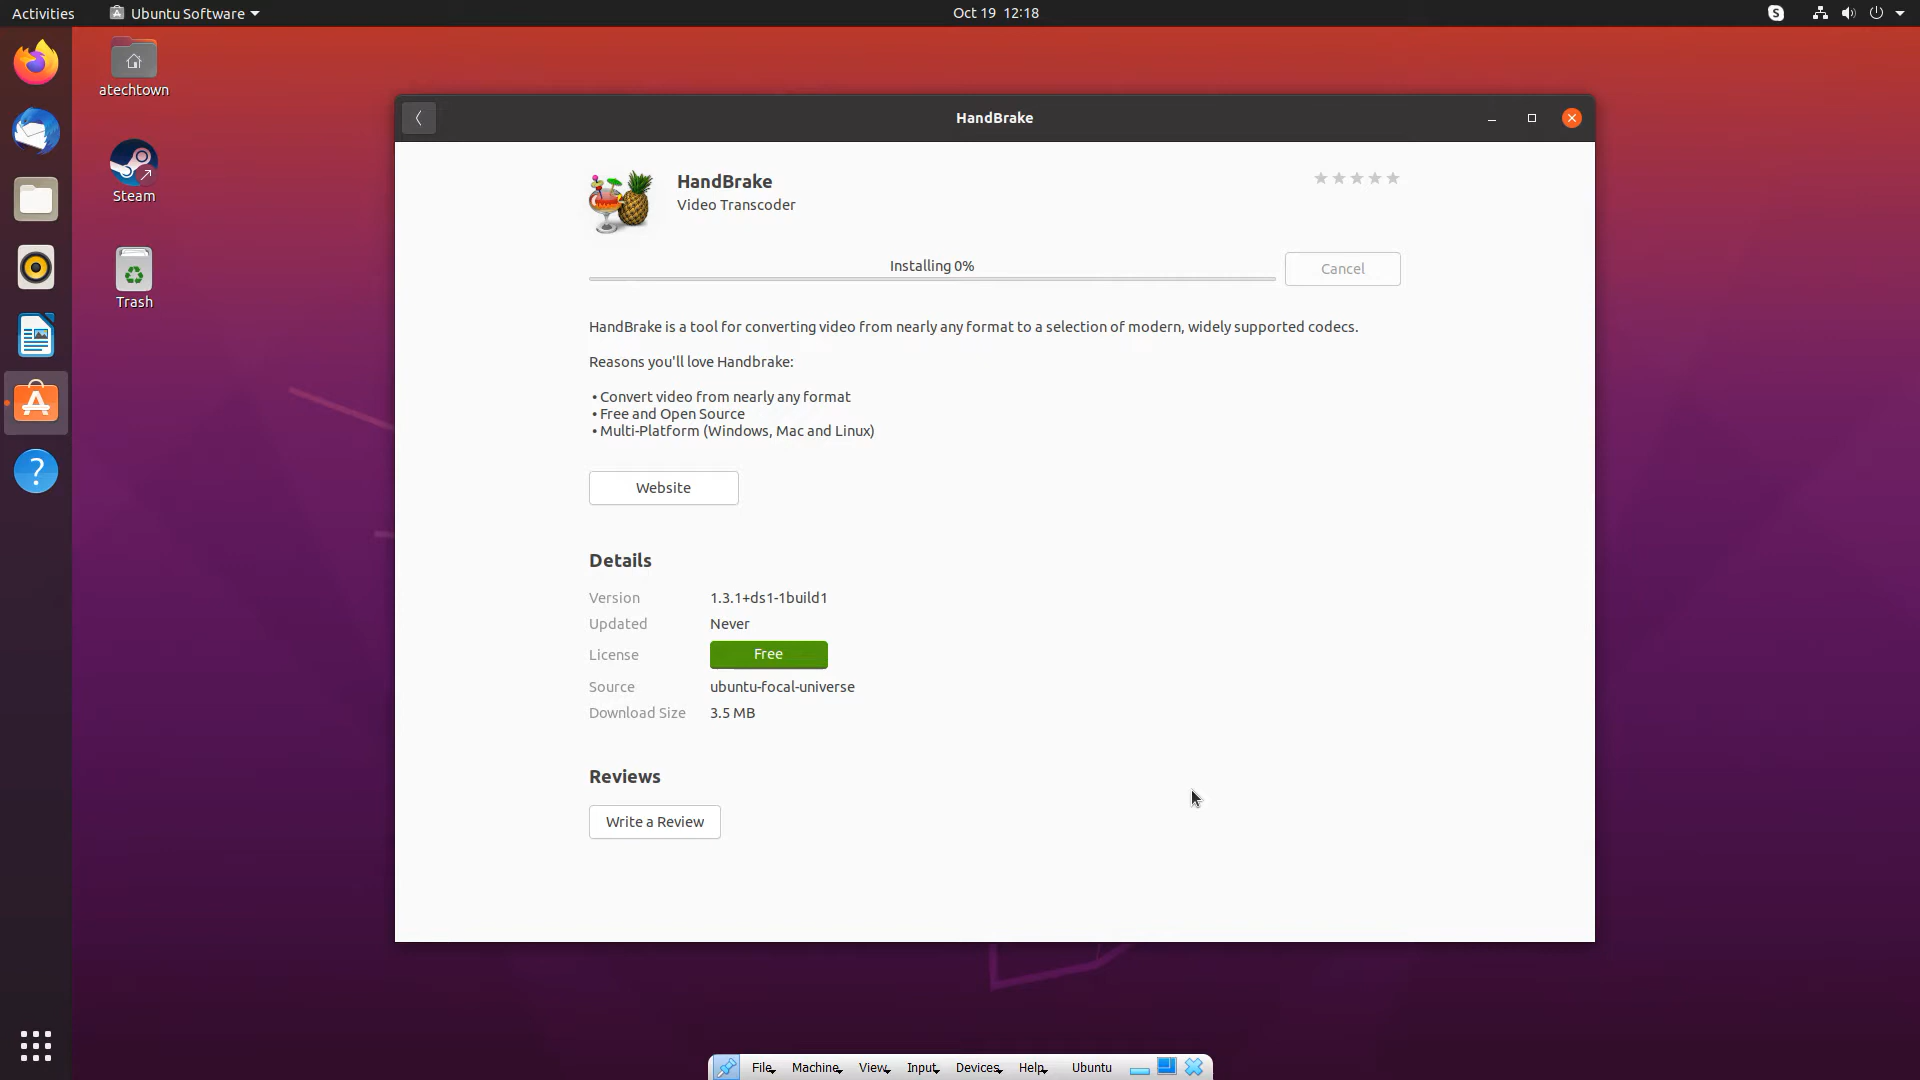 Activities
Ubuntu Software
Oct 19 12:18
atechtown
Steam
Trash
HandBrake
HandBrake
Video Transcoder
Installing 0%
Cancel
HandBrake is a tool for converting video from nearly any format to a selection of modern, widely supported codecs.
Reasons you'll love Handbrake:
• Convert video from nearly any format
• Free and Open Source
• Multi-Platform (Windows, Mac and Linux)
Website
Details
Version 1.3.1+ds1-1build1
Updated Never
License Free
Source ubuntu-focal-universe
Download Size 3.5 MB
Reviews
Write a Review
File Machine View Input Devices Help Ubuntu